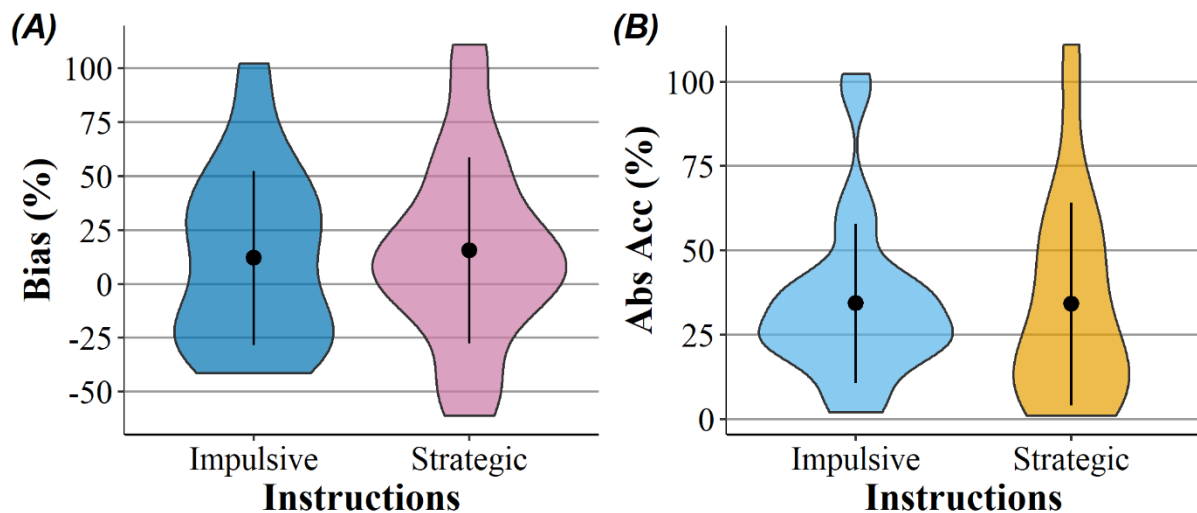 (A)
Bias (%)
100
75
50
25
0
-25
-50
Impulsive
Strategic
Instructions
(B)
Abs Acc (%)
100
75
50
25
0
Impulsive
Strategic
Instructions